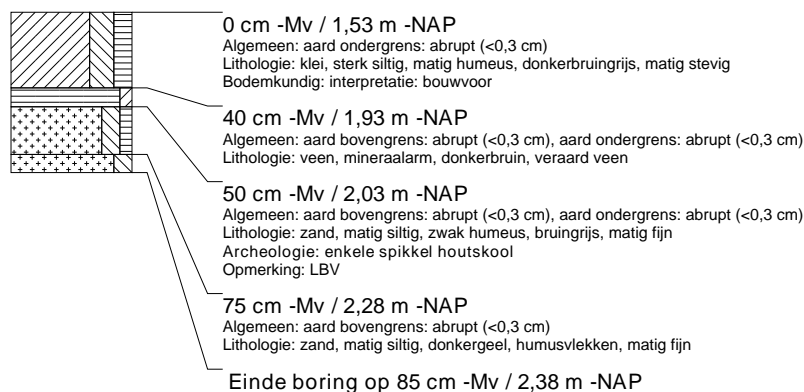 0 cm -Mv / 1,53 m -NAP
Algemeen: aard ondergrens: abrupt (<0,3 cm)
Lithologie: klei, sterk siltig, matig humeus, donkerbruingrijs, matig stevig
Bodemkundig: interpretatie: bouwvoor
40 cm -Mv / 1,93 m -NAP
Algemeen: aard bovengrens: abrupt (<0,3 cm), aard ondergrens: abrupt (<0,3 cm)
Lithologie: veen, mineraalarm, donkerbruin, veraard veen
50 cm -Mv / 2,03 m -NAP
Algemeen: aard bovengrens: abrupt (<0,3 cm), aard ondergrens: abrupt (<0,3 cm)
Lithologie: zand, matig siltig, zwak humeus, bruingrijs, matig fijn
Archeologie: enkele spikkel houtskool
Opmerking: LBV
75 cm -Mv / 2,28 m -NAP
Algemeen: aard bovengrens: abrupt (<0,3 cm)
Lithologie: zand, matig siltig, donkergeel, humusvlekken, matig fijn
Einde boring op 85 cm -Mv / 2,38 m -NAP